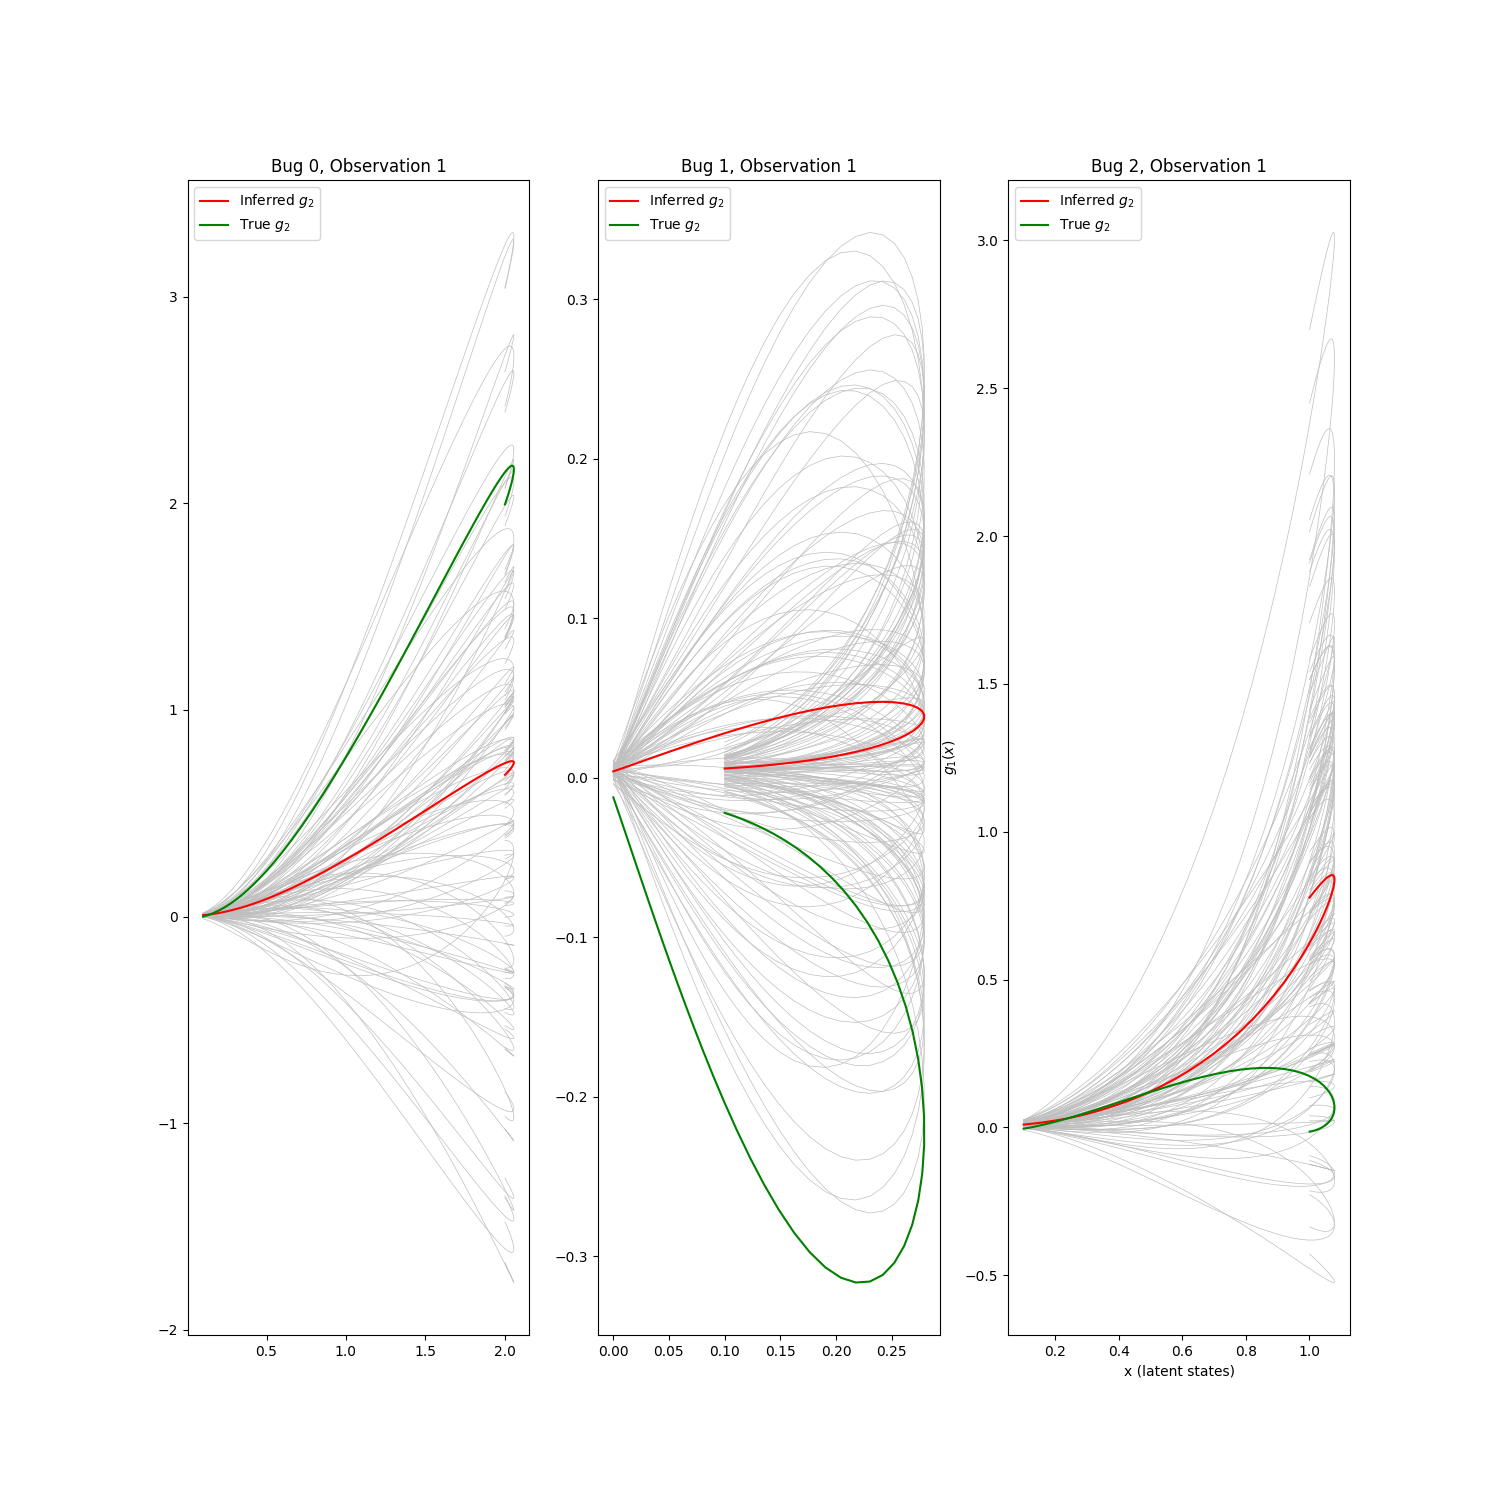 Bug 0, Observation 1
Inferred g₂
True g₂
3
2
1
0
−1
−2
0.5 1.0 1.5 2.0
Bug 1, Observation 1
Inferred g₂
True g₂
0.3
0.2
0.1
0.0
−0.1
−0.2
−0.3
0.00 0.05 0.10 0.15 0.20 0.25
Bug 2, Observation 1
Inferred g₂
True g₂
g₁(x)
3.0
2.5
2.0
1.5
1.0
0.5
0.0
−0.5
0.2 0.4 0.6 0.8 1.0
x (latent states)